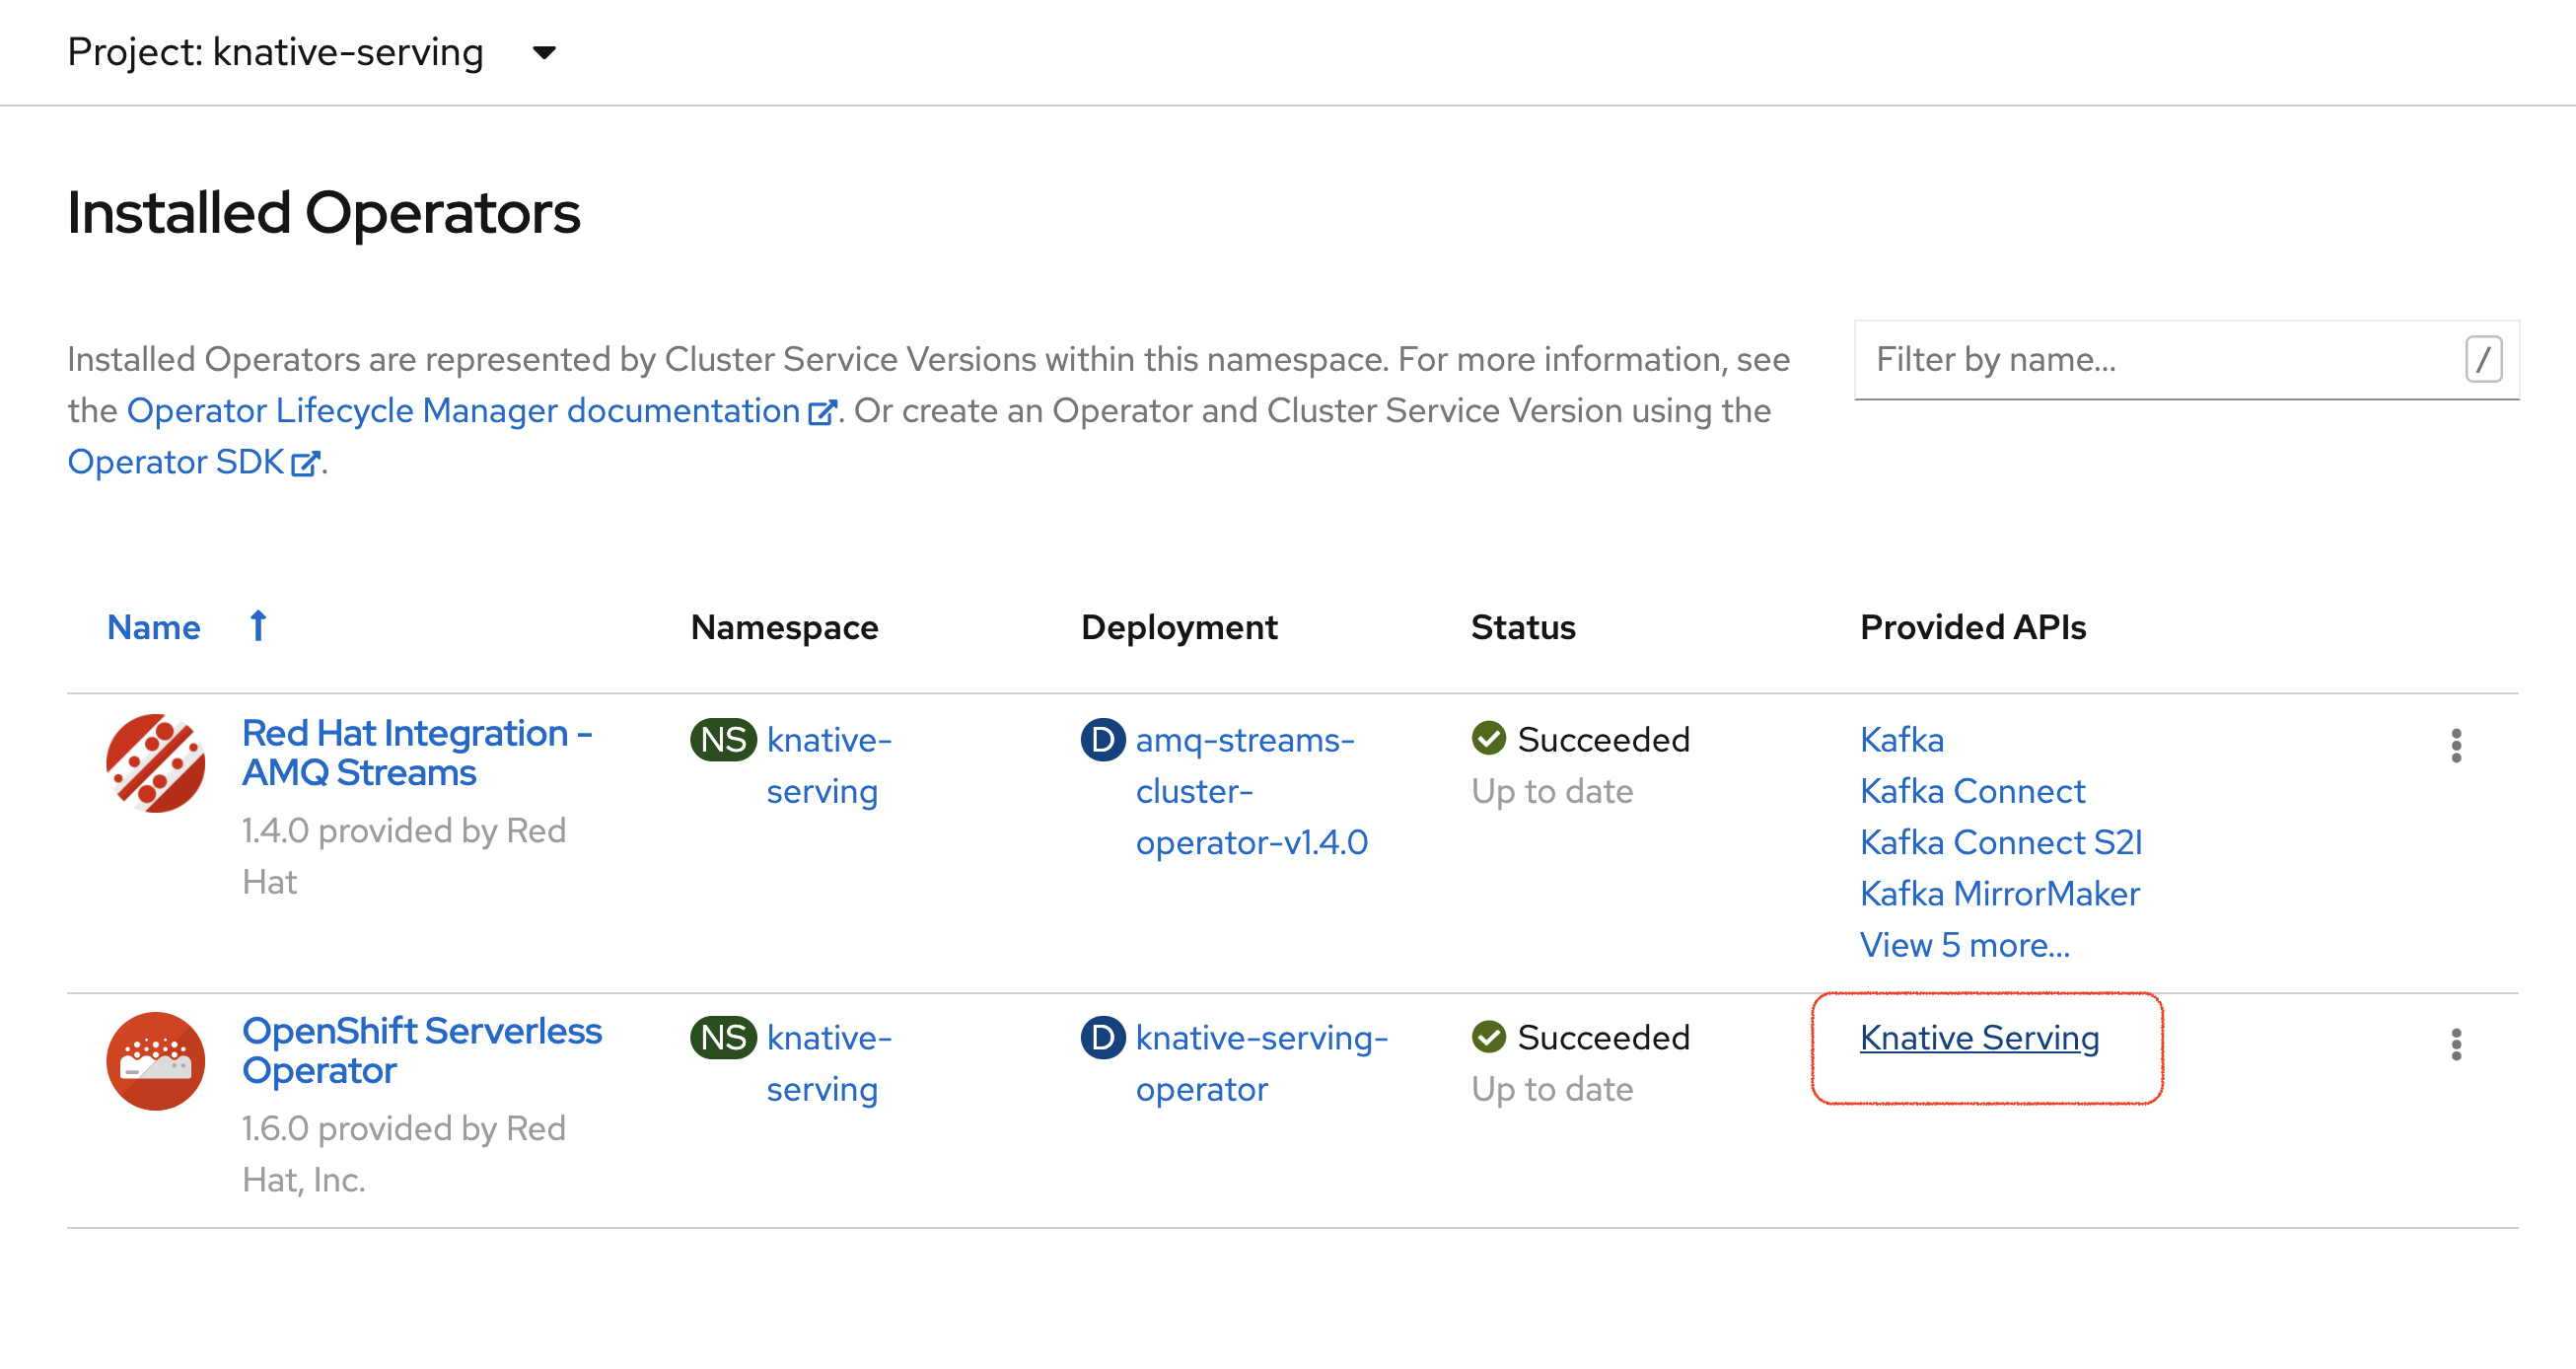 Project: knative-serving
Installed Operators
Installed Operators are represented by Cluster Service Versions within this namespace. For more information, see
the Operator Lifecycle Manager documentation. Or create an Operator and Cluster Service Version using the
Operator SDK.
Filter by name...
/
Name
Namespace
Deployment
Status
Provided APIs
Red Hat Integration -
AMQ Streams
1.4.0 provided by Red
Hat
NS knative-
serving
D amq-streams-
cluster-
operator-v1.4.0
Succeeded
Up to date
Kafka
Kafka Connect
Kafka Connect S2I
Kafka MirrorMaker
View 5 more...
OpenShift Serverless
Operator
1.6.0 provided by Red
Hat, Inc.
NS knative-
serving
D knative-serving-
operator
Succeeded
Up to date
Knative Serving